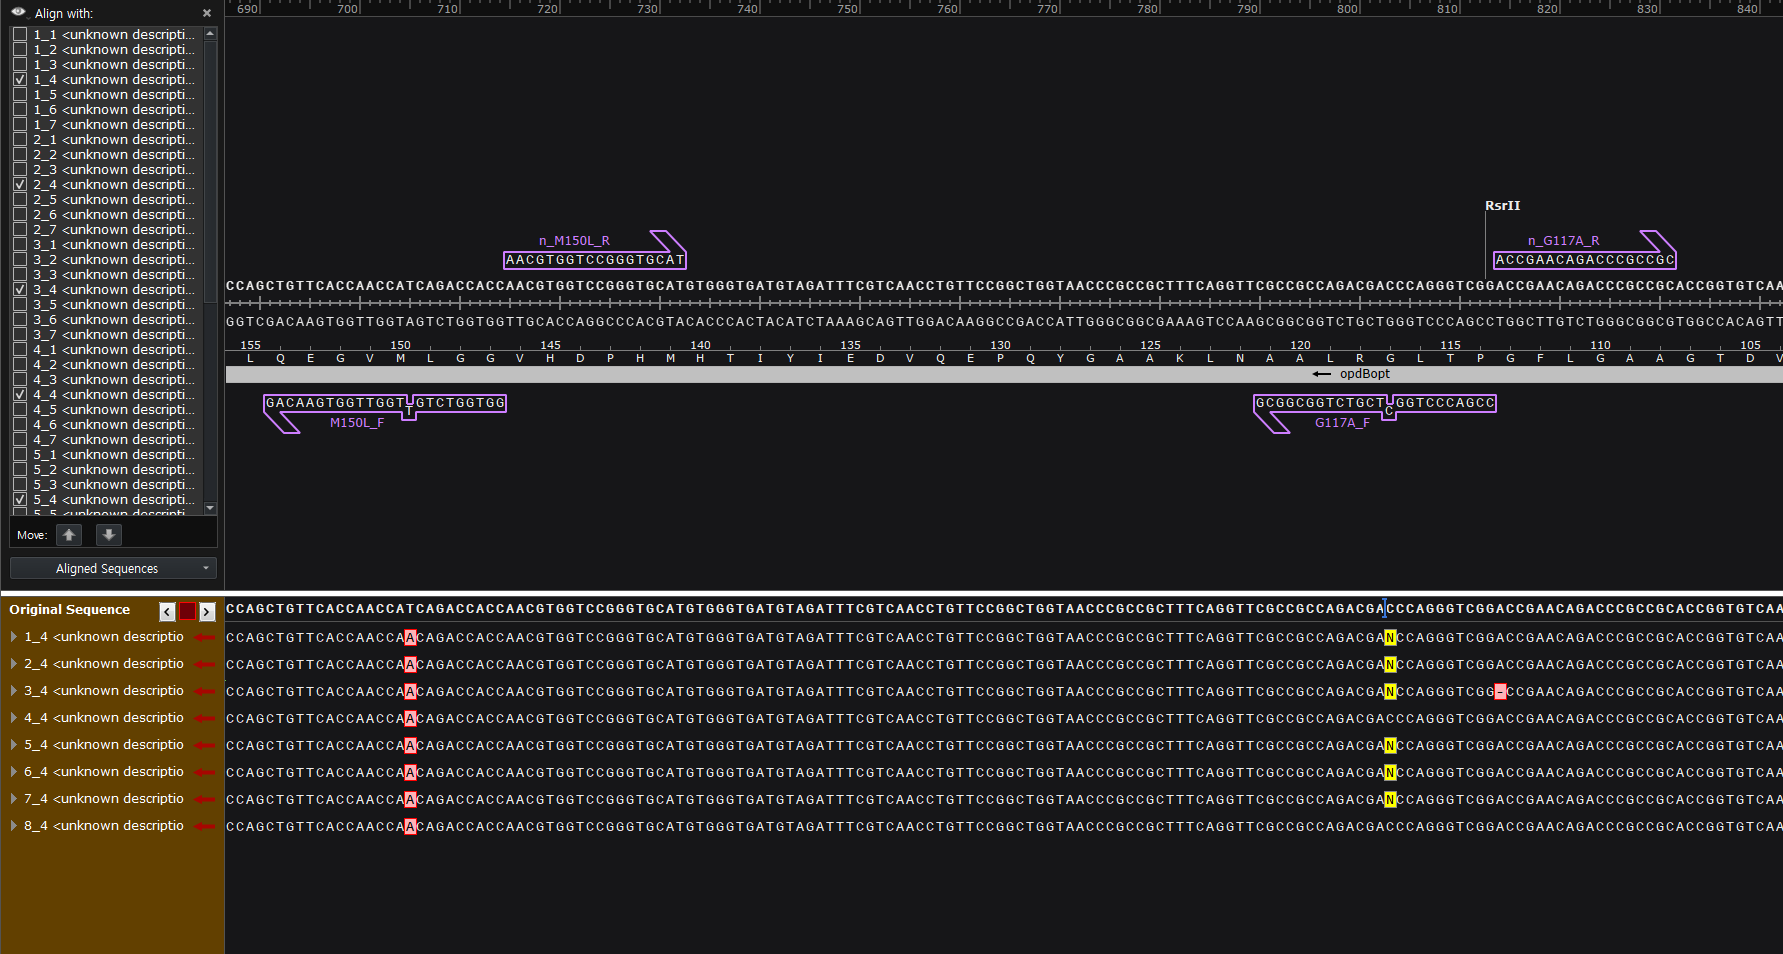 Align with:
690 700 710 720 730 740 750 760 770 780 790 800 810 820 830 840
1_1 <unknown descripti...
1_2 <unknown descripti...
1_3 <unknown descripti...
1_4 <unknown descripti...
1_5 <unknown descripti...
1_6 <unknown descripti...
1_7 <unknown descripti...
2_1 <unknown descripti...
2_2 <unknown descripti...
2_3 <unknown descripti...
2_4 <unknown descripti...
2_5 <unknown descripti...
2_6 <unknown descripti...
2_7 <unknown descripti...
3_1 <unknown descripti...
3_2 <unknown descripti...
3_3 <unknown descripti...
3_4 <unknown descripti...
3_5 <unknown descripti...
3_6 <unknown descripti...
3_7 <unknown descripti...
4_1 <unknown descripti...
4_2 <unknown descripti...
4_3 <unknown descripti...
4_4 <unknown descripti...
4_5 <unknown descripti...
4_6 <unknown descripti...
4_7 <unknown descripti...
5_1 <unknown descripti...
5_2 <unknown descripti...
5_3 <unknown descripti...
5_4 <unknown descripti...
5_5 <unknown descripti...
Move:
Aligned Sequences
RsrII
n_M150L_R n_G117A_R
AACGTGGTCCGGGTGCAT ACCGAACAGACCCGCCGC
CCAGCTGTTCACCAACCATCAGACCACCAACGTGGTCCGGGTGCATGTGGGTGATGTAGATTTCGTCAACCTGTTCCGGCTGGTAACCCGCCGCTTTCAGGTTCGCCGCCAGACGACCCAGGGTCGGACCGAACAGACCCGCCGCACCGGTGTCAA
GGTCGACAAGTGGTTGGTAGTCTGGTGGTTGCACCAGGCCCACGTACACCCACTACATCTAAAGCAGTTGGACAAGGCCGACCATTGGGCGGCGAAAGTCCAAGCGGCGGTCTGCTGGGTCCCAGCCTGGCTTGTCTGGGCGGCGTGGCCACAGTT
155 150 145 140 135 130 125 120 115 110 105
L Q E G V M L G G V H D P H M H T I Y I E D V Q E P Q Y G A A K L N A A L R G L T P G F L G A A G T D V
opdBopt
GACAAGTGGTTGGT T GTCTGGTGG GCGGCGGTCTGCT C GGTCCCAGCC
M150L_F G117A_F
Original Sequence CCAGCTGTTCACCAACCATCAGACCACCAACGTGGTCCGGGTGCATGTGGGTGATGTAGATTTCGTCAACCTGTTCCGGCTGGTAACCCGCCGCTTTCAGGTTCGCCGCCAGACGACCCAGGGTCGGACCGAACAGACCCGCCGCACCGGTGTCAA
1_4 <unknown descriptio CCAGCTGTTCACCAACCAACAGACCACCAACGTGGTCCGGGTGCATGTGGGTGATGTAGATTTCGTCAACCTGTTCCGGCTGGTAACCCGCCGCTTTCAGGTTCGCCGCCAGACGANCCAGGGTCGGACCGAACAGACCCGCCGCACCGGTGTCAA
2_4 <unknown descriptio CCAGCTGTTCACCAACCAACAGACCACCAACGTGGTCCGGGTGCATGTGGGTGATGTAGATTTCGTCAACCTGTTCCGGCTGGTAACCCGCCGCTTTCAGGTTCGCCGCCAGACGANCCAGGGTCGGACCGAACAGACCCGCCGCACCGGTGTCAA
3_4 <unknown descriptio CCAGCTGTTCACCAACCAACAGACCACCAACGTGGTCCGGGTGCATGTGGGTGATGTAGATTTCGTCAACCTGTTCCGGCTGGTAACCCGCCGCTTTCAGGTTCGCCGCCAGACGANCCAGGGTCGG-CCGAACAGACCCGCCGCACCGGTGTCAA
4_4 <unknown descriptio CCAGCTGTTCACCAACCAACAGACCACCAACGTGGTCCGGGTGCATGTGGGTGATGTAGATTTCGTCAACCTGTTCCGGCTGGTAACCCGCCGCTTTCAGGTTCGCCGCCAGACGACCCAGGGTCGGACCGAACAGACCCGCCGCACCGGTGTCAA
5_4 <unknown descriptio CCAGCTGTTCACCAACCAACAGACCACCAACGTGGTCCGGGTGCATGTGGGTGATGTAGATTTCGTCAACCTGTTCCGGCTGGTAACCCGCCGCTTTCAGGTTCGCCGCCAGACGANCCAGGGTCGGACCGAACAGACCCGCCGCACCGGTGTCAA
6_4 <unknown descriptio CCAGCTGTTCACCAACCAACAGACCACCAACGTGGTCCGGGTGCATGTGGGTGATGTAGATTTCGTCAACCTGTTCCGGCTGGTAACCCGCCGCTTTCAGGTTCGCCGCCAGACGANCCAGGGTCGGACCGAACAGACCCGCCGCACCGGTGTCAA
7_4 <unknown descriptio CCAGCTGTTCACCAACCAACAGACCACCAACGTGGTCCGGGTGCATGTGGGTGATGTAGATTTCGTCAACCTGTTCCGGCTGGTAACCCGCCGCTTTCAGGTTCGCCGCCAGACGANCCAGGGTCGGACCGAACAGACCCGCCGCACCGGTGTCAA
8_4 <unknown descriptio CCAGCTGTTCACCAACCAACAGACCACCAACGTGGTCCGGGTGCATGTGGGTGATGTAGATTTCGTCAACCTGTTCCGGCTGGTAACCCGCCGCTTTCAGGTTCGCCGCCAGACGACCCAGGGTCGGACCGAACAGACCCGCCGCACCGGTGTCAA